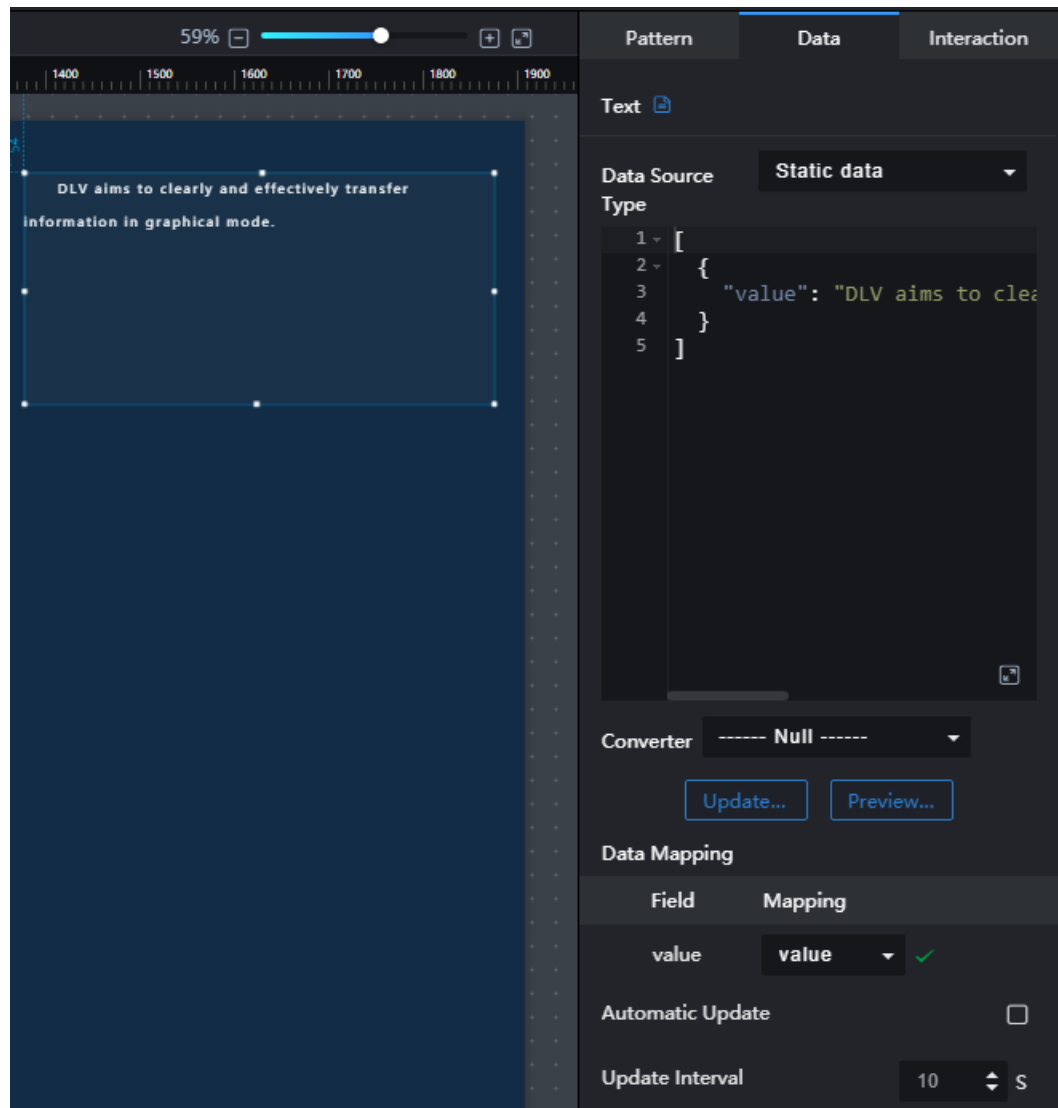 59%
Pattern Data Interaction
1400 1500 1600 1700 1800 1900
Text
DLV aims to clearly and effectively transfer
information in graphical mode.
Data Source Type
Static data
1 [
2 {
3 "value": "DLV aims to clea
4 }
5 ]
Converter ------ Null ------
Update... Preview...
Data Mapping
Field Mapping
value value
Automatic Update
Update Interval 10 S